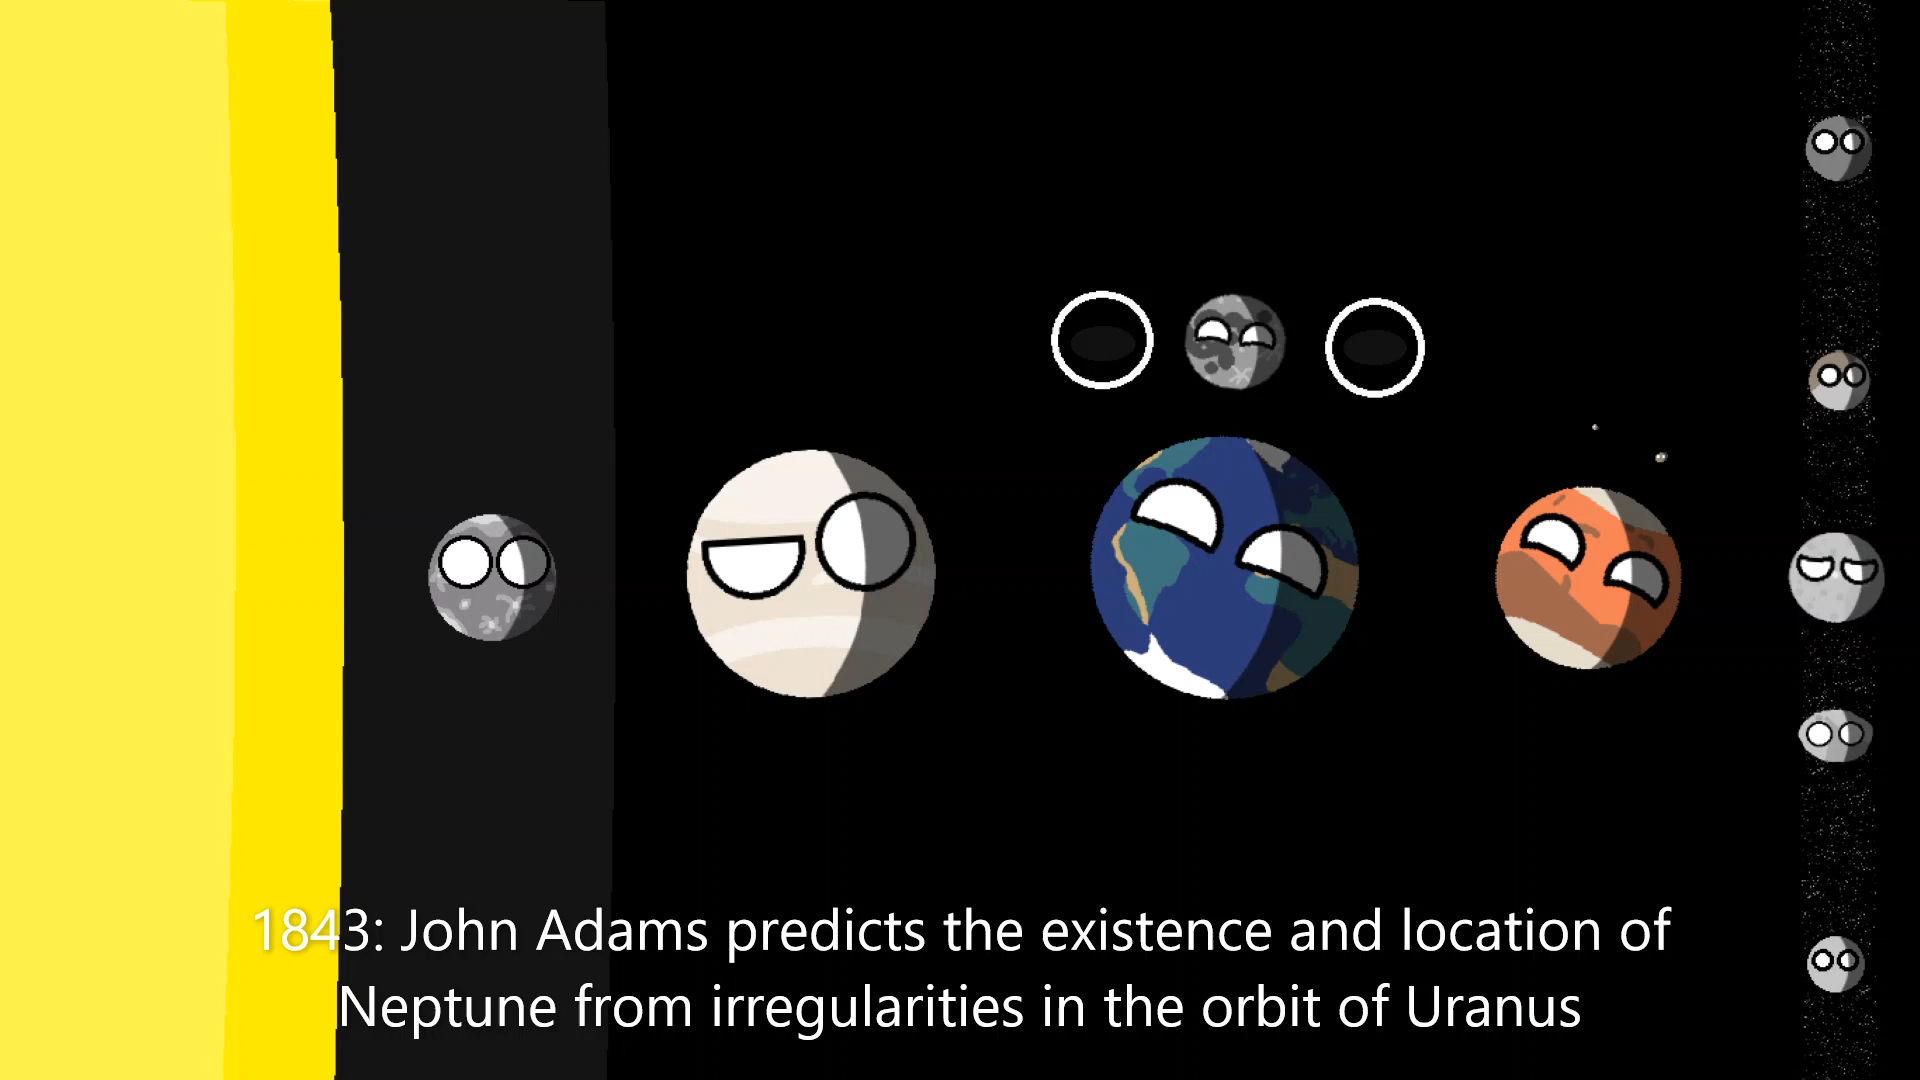 1843: John Adams predicts the existence and location of
Neptune from irregularities in the orbit of Uranus